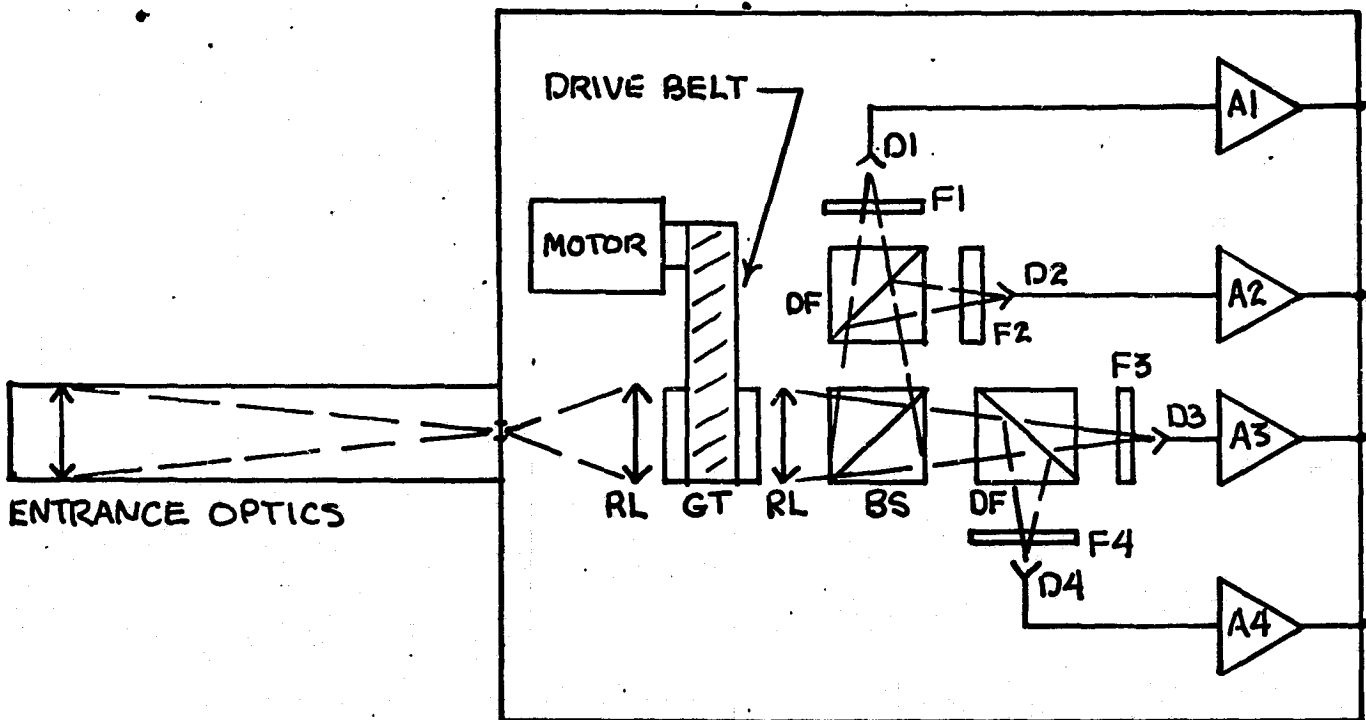 DRIVE BELT
A1
D1
F1
MOTOR
D2
A2
DF
F2
F3
D3
A3
ENTRANCE OPTICS
RL
GT
RL
BS
DF
F4
D4
A4